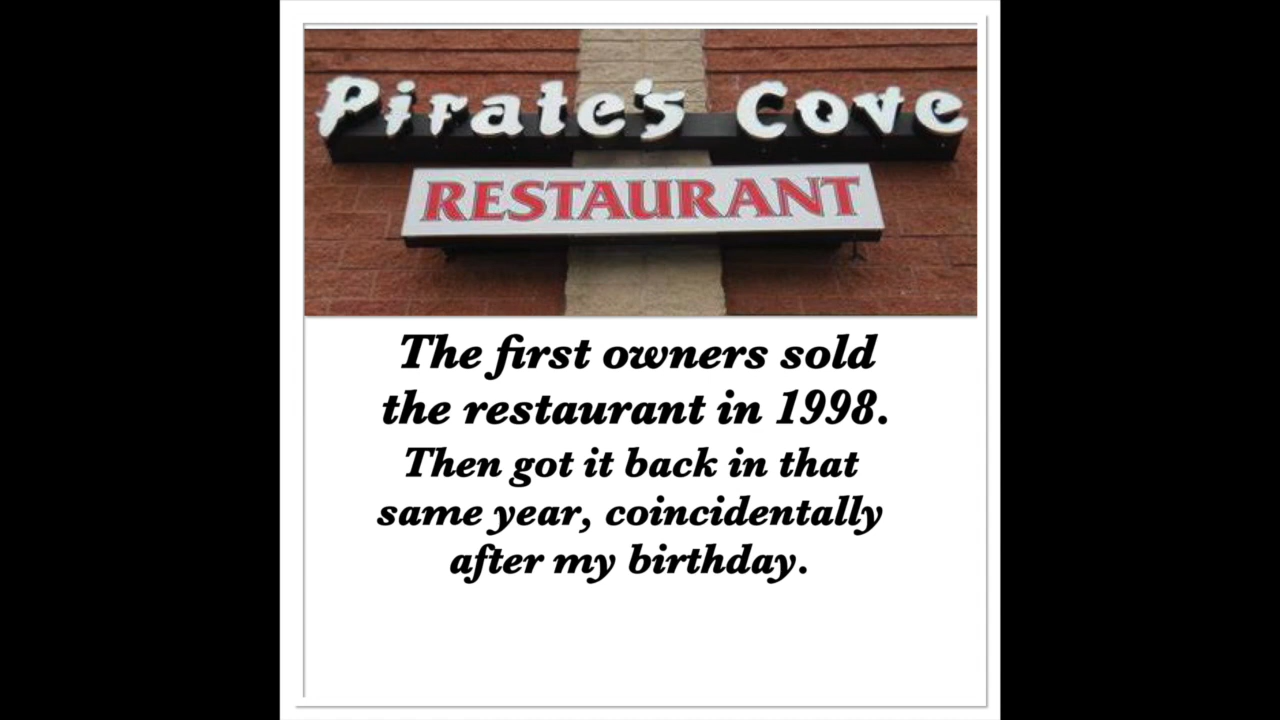 Pirate's Cove
RESTAURANT
The first owners sold
the restaurant in 1998.
Then got it back in that
same year, coincidentally
after my birthday.